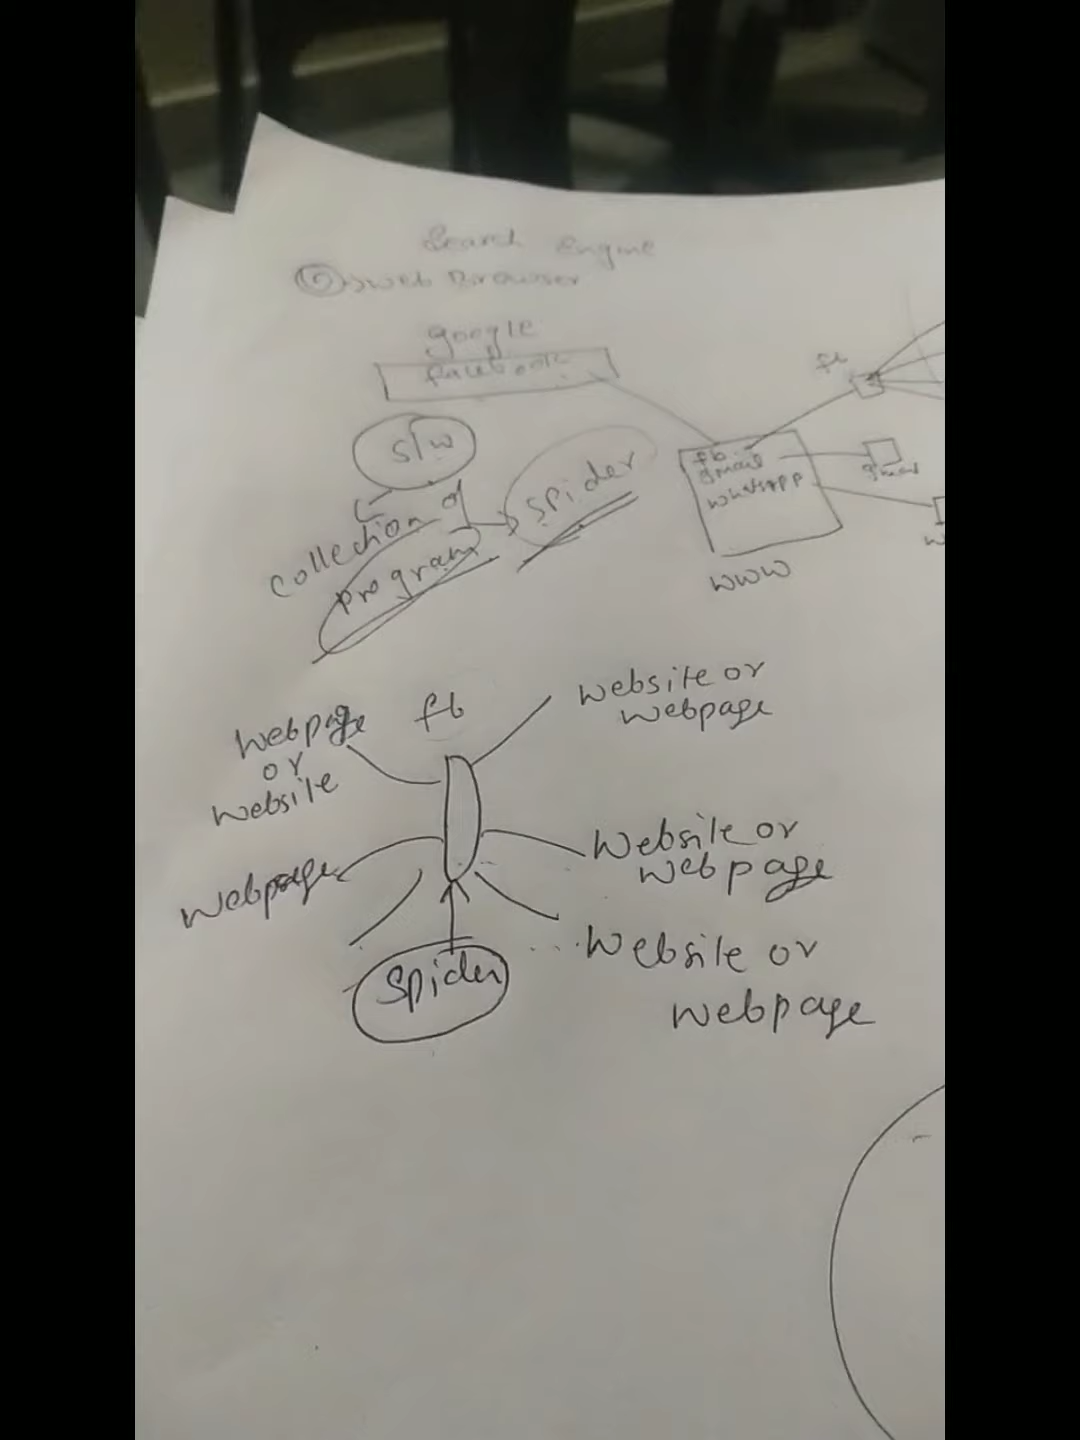 Search Engine
→ Web Browser
google
facebook
S/W
collection of
program
Spider
fb
gmail
whatsapp
www
fb
gmail
w
fb
Webpage
or
Website
Website or
webpage
Webpage
Website or
webpage
Spider
Website or
webpage